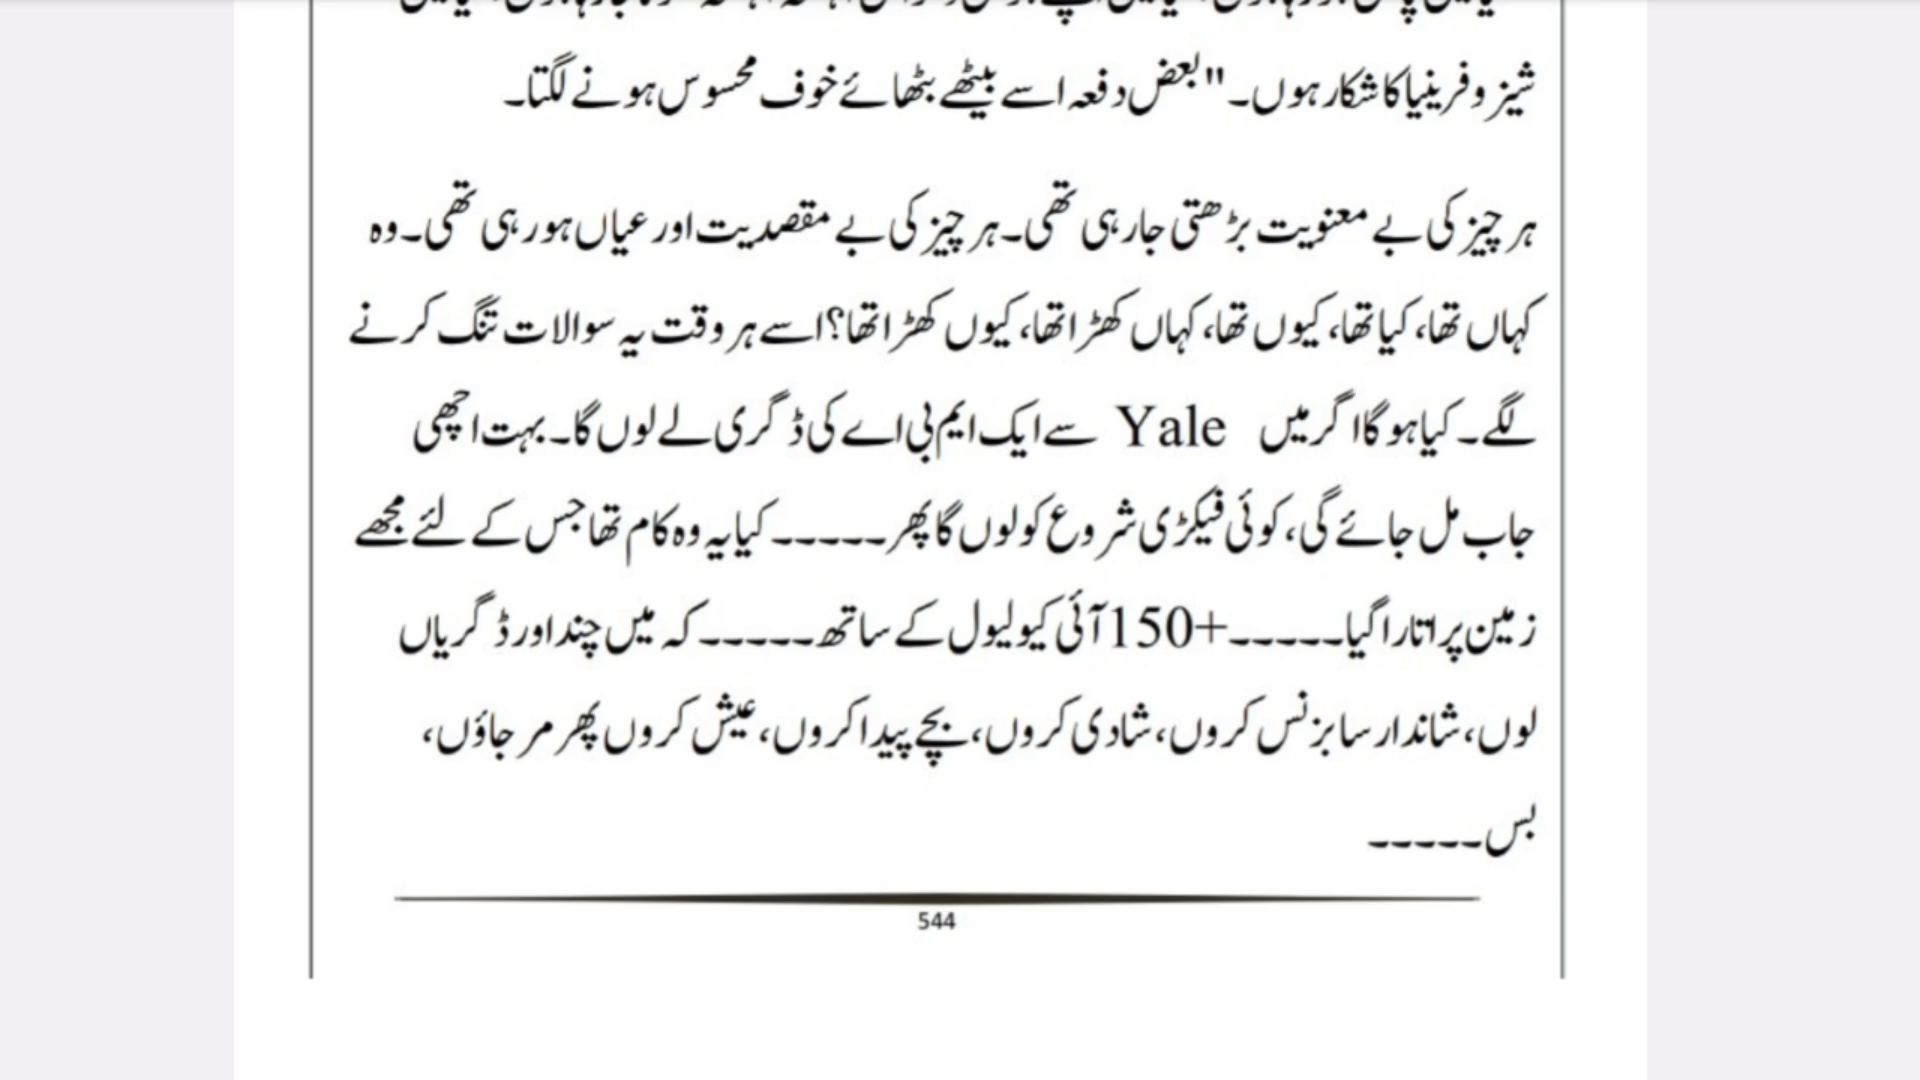 شیزوفرینیا کا شکار ہوں۔" بعض دفعہ اسے بیٹھے بٹھائے خوف محسوس ہونے لگتا۔
ہر چیز کی بے معنویت بڑھتی جا رہی تھی۔ ہر چیز کی بے مقصدیت اور عیاں ہو رہی تھی۔ وہ
کہاں تھا، کیا تھا، کیوں تھا، کہاں کھڑا تھا، کیوں کھڑا تھا؟ اسے ہر وقت یہ سوالات تنگ کرنے
لگے۔ کیا ہو گا اگر میں Yale سے ایک ایم بی اے کی ڈگری لے لوں گا۔ بہت اچھی
جاب مل جائے گی، کوئی فیکڑی شروع کو لوں گا پھر۔۔۔۔۔ کیا یہ وہ کام تھا جس کے لئے مجھے
زمین پر اتارا گیا۔۔۔۔۔ +150 آئی کیو لیول کے ساتھ۔۔۔۔۔ کہ میں چند اور ڈگریاں
لوں، شاندار سا بزنس کروں، شادی کروں، بچے پیدا کروں، عیش کروں پھر مر جاؤں،
بس۔۔۔۔۔
544